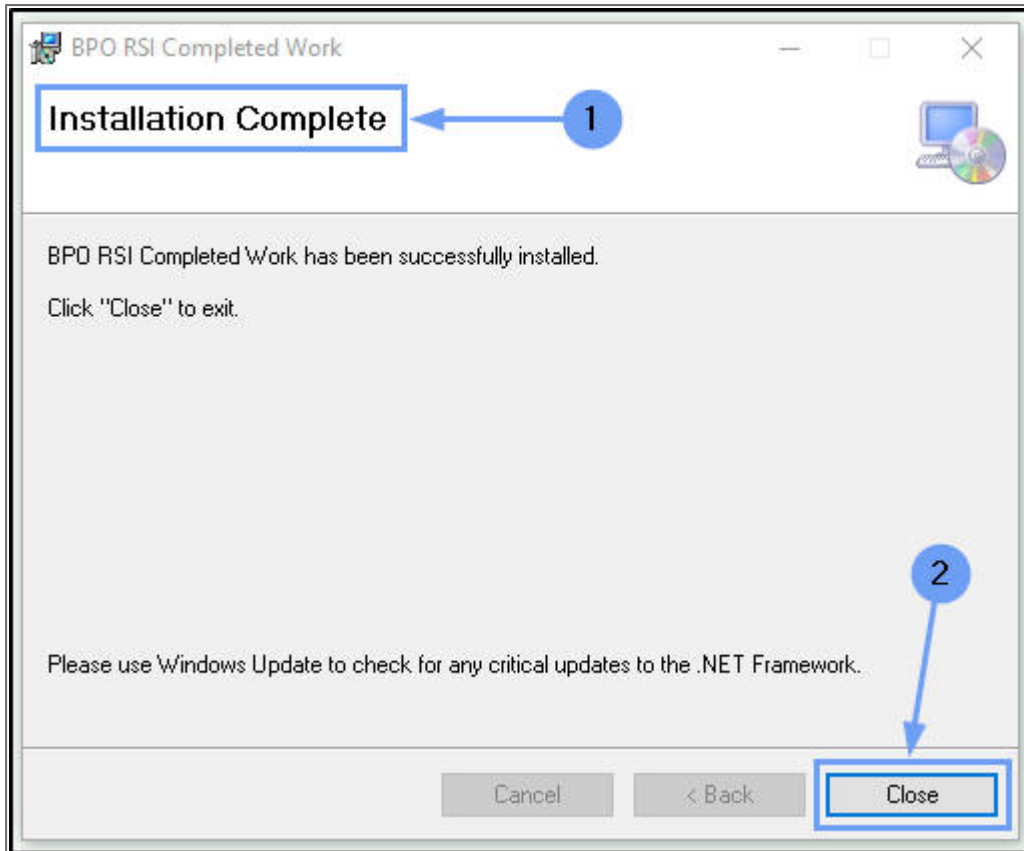 BPO RSI Completed Work
Installation Complete
1
BPO RSI Completed Work has been successfully installed.
Click "Close" to exit.
2
Please use Windows Update to check for any critical updates to the .NET Framework.
Cancel
< Back
Close